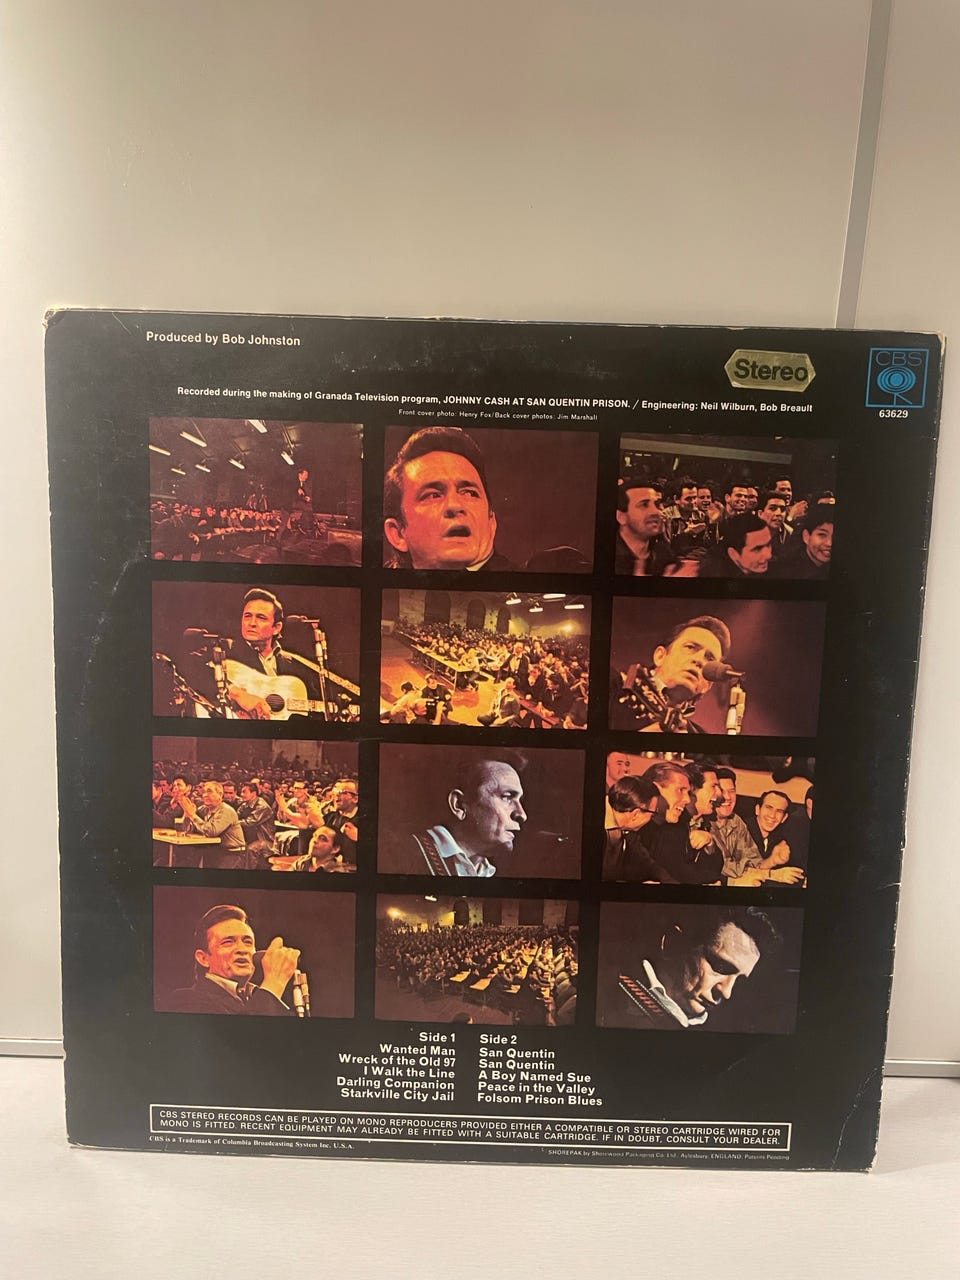 Produced by Bob Johnston
Stereo
CBS
63629
Recorded during the making of Granada Television program, JOHNNY CASH AT SAN QUENTIN PRISON. / Engineering: Neil Wilburn, Bob Breault
Front cover photo: Henry Fox/Back cover photos: Jim Marshall
Side 1
Wanted Man
Wreck of the Old 97
I Walk the Line
Darling Companion
Starkville City Jail
Side 2
San Quentin
San Quentin
A Boy Named Sue
Peace in the Valley
Folsom Prison Blues
CBS STEREO RECORDS CAN BE PLAYED ON MONO REPRODUCERS PROVIDED EITHER A COMPATIBLE OR STEREO CARTRIDGE WIRED FOR
MONO IS FITTED. RECENT EQUIPMENT MAY ALREADY BE FITTED WITH A SUITABLE CARTRIDGE. IF IN DOUBT, CONSULT YOUR DEALER.
CBS is a Trademark of Columbia Broadcasting System Inc. U.S.A.
SHOREPAK by Shorewood Packaging Co. Ltd., Aylesbury, ENGLAND. Patents Pending